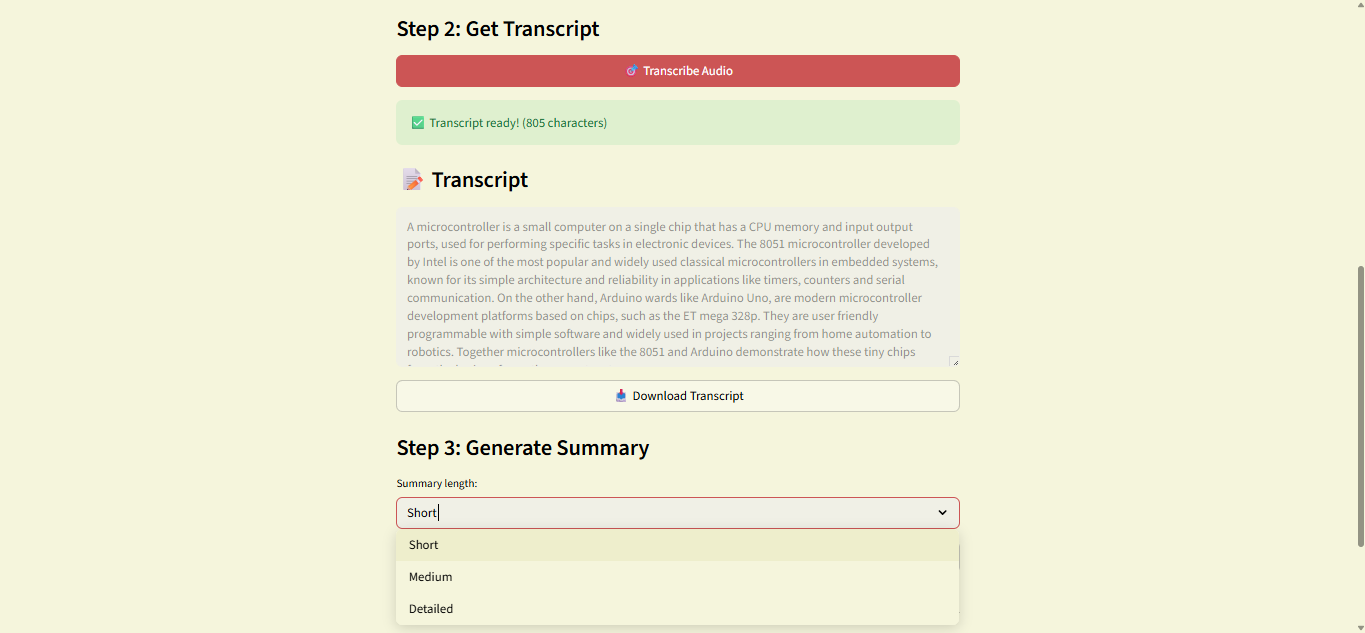 Step 2: Get Transcript
Transcribe Audio
Transcript ready! (805 characters)
Transcript
A microcontroller is a small computer on a single chip that has a CPU memory and input output
ports, used for performing specific tasks in electronic devices. The 8051 microcontroller developed
by Intel is one of the most popular and widely used classical microcontrollers in embedded systems,
known for its simple architecture and reliability in applications like timers, counters and serial
communication. On the other hand, Arduino wards like Arduino Uno, are modern microcontroller
development platforms based on chips, such as the ET mega 328p. They are user friendly
programmable with simple software and widely used in projects ranging from home automation to
robotics. Together microcontrollers like the 8051 and Arduino demonstrate how these tiny chips
Download Transcript
Step 3: Generate Summary
Summary length:
Short
Short
Medium
Detailed